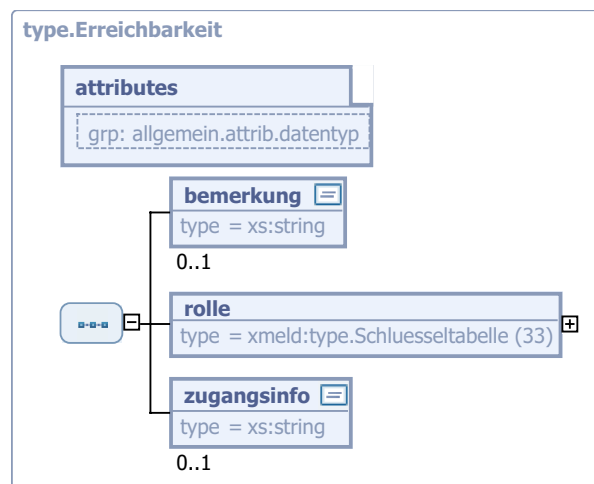 type.Erreichbarkeit
attributes
grp: allgemein.attrib.datentyp
bemerkung
type = xs:string
0..1
rolle
type = xmeld:type.Schluesseltabelle (33)
zugangsinfo
type = xs:string
0..1